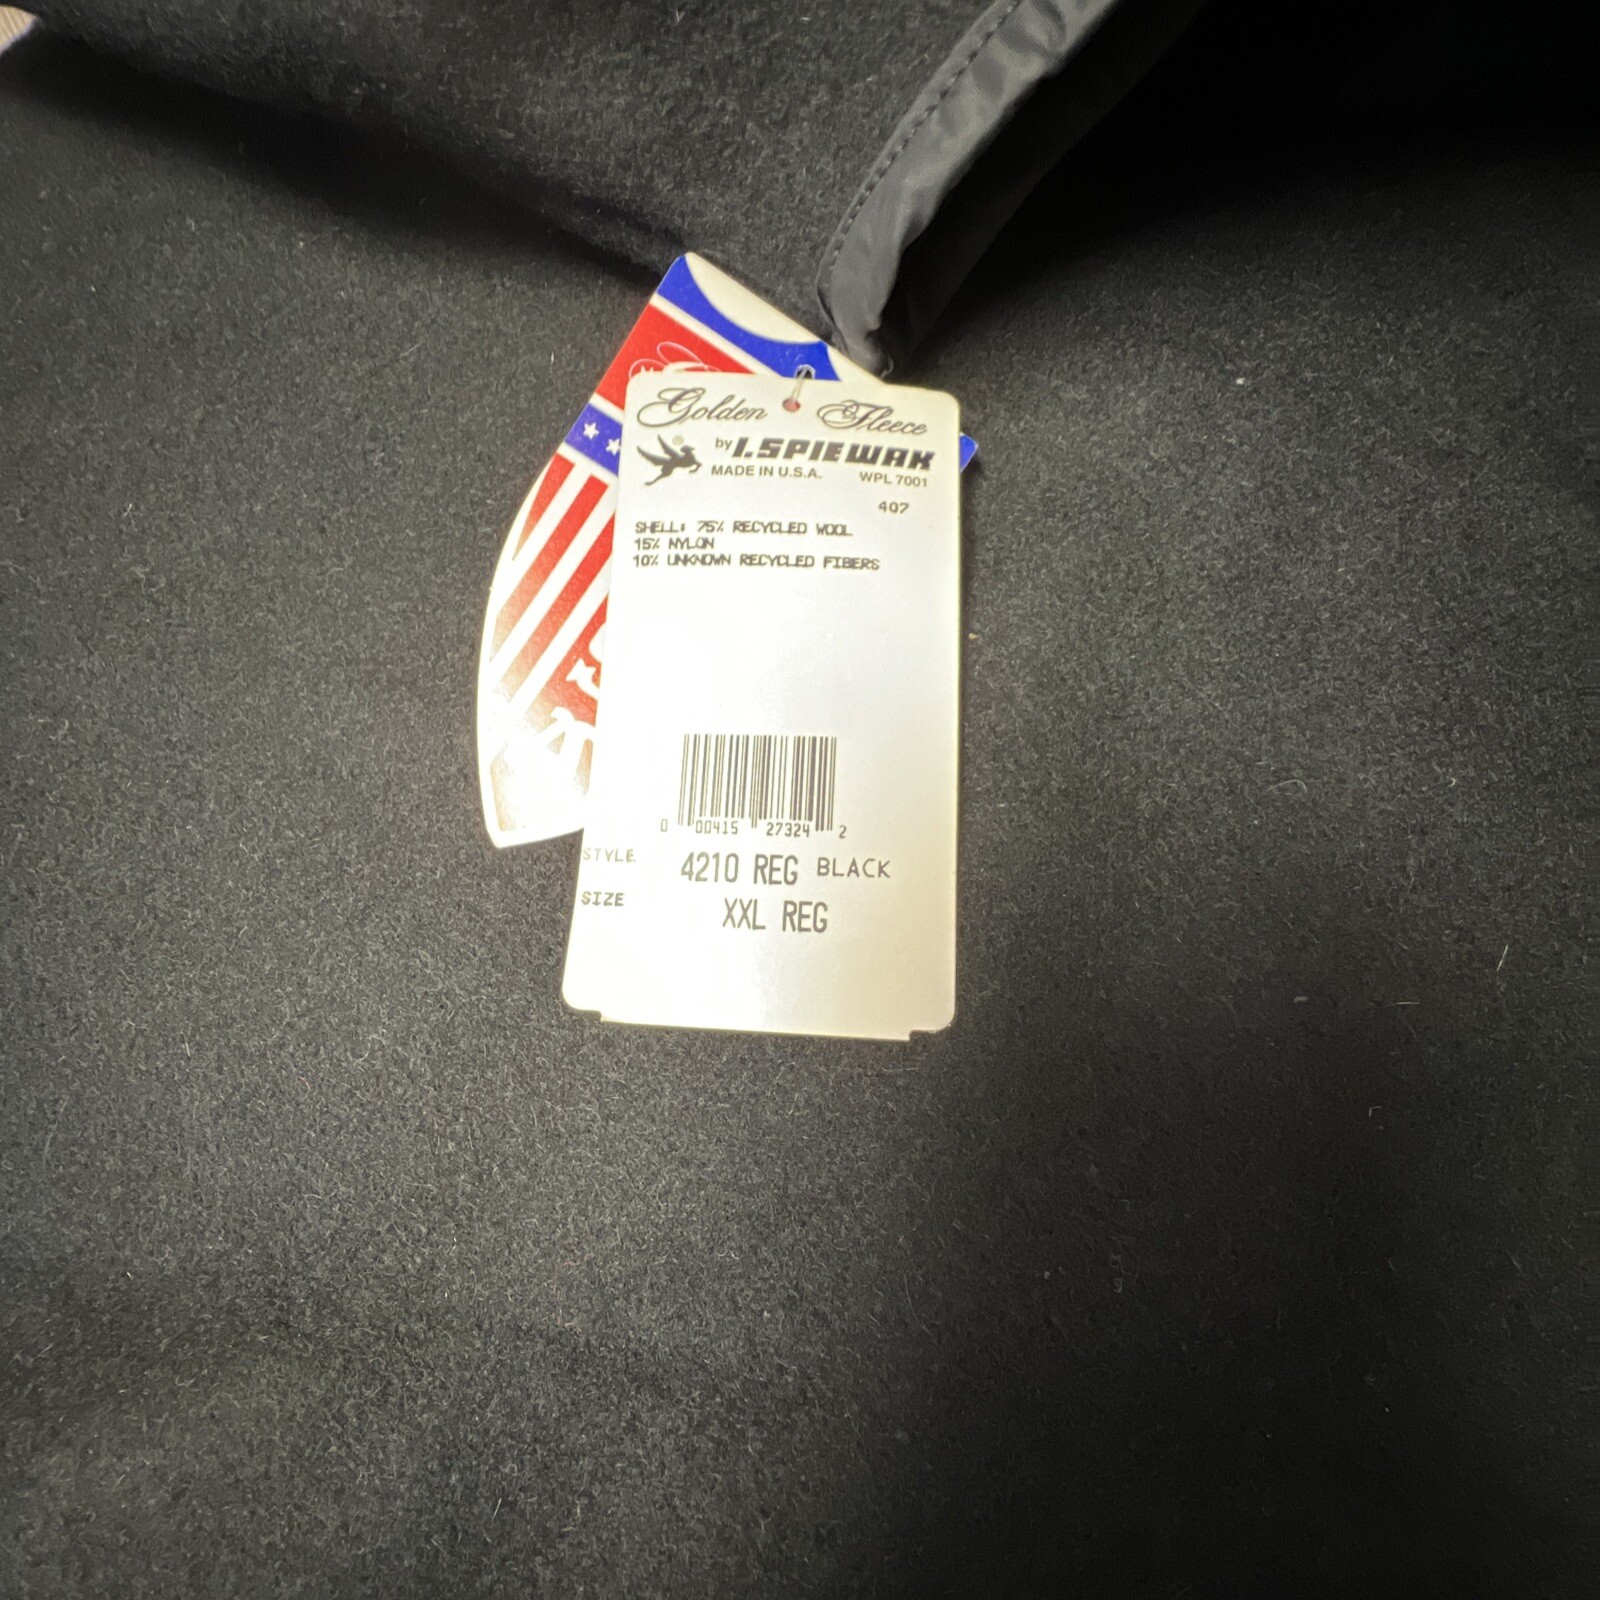 Golden Fleece
® by I.SPIEWAK
MADE IN U.S.A. WPL 7001
407
SHELL: 75% RECYCLED WOOL
15% NYLON
10% UNKNOWN RECYCLED FIBERS
0 00415 27324 2
STYLE 4210 REG BLACK
SIZE XXL REG